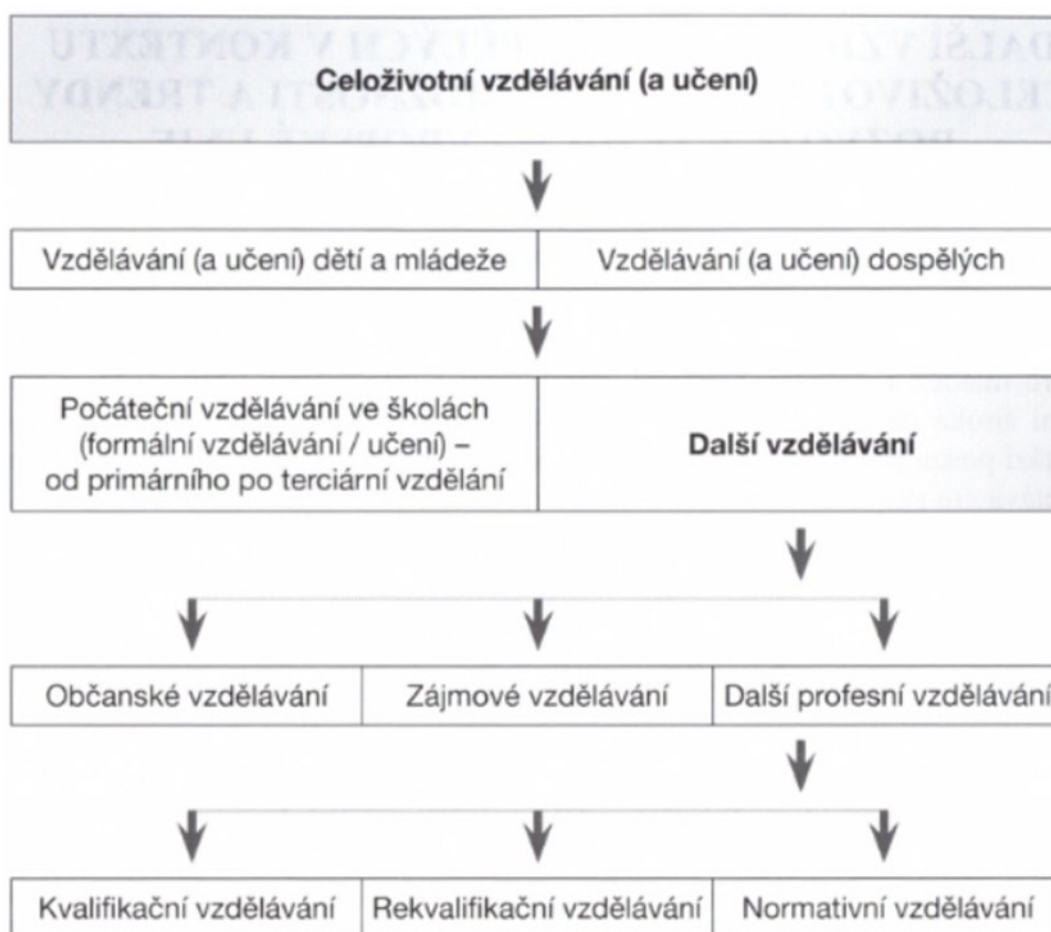 Celoživotní vzdělávání (a učení)
Vzdělávání (a učení) dětí a mládeže
Vzdělávání (a učení) dospělých
Počáteční vzdělávání ve školách
(formální vzdělávání / učení) –
od primárního po terciární vzdělání
Další vzdělávání
Občanské vzdělávání
Zájmové vzdělávání
Další profesní vzdělávání
Kvalifikační vzdělávání
Rekvalifikační vzdělávání
Normativní vzdělávání